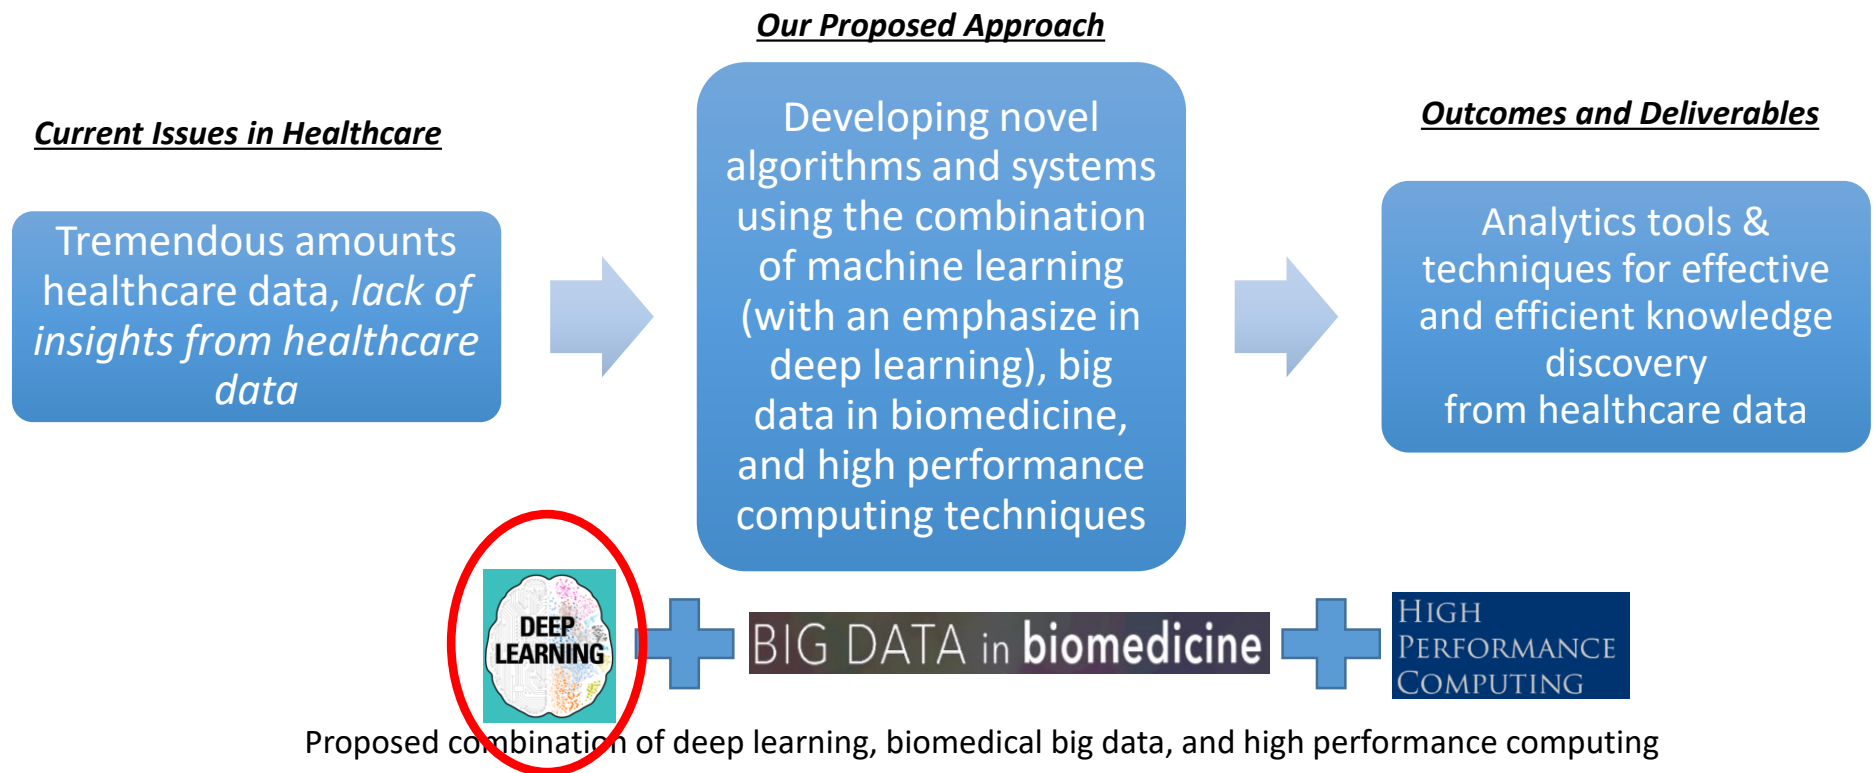 Our Proposed Approach
Current Issues in Healthcare
Outcomes and Deliverables
Tremendous amounts
healthcare data, lack of
insights from healthcare
data
Developing novel
algorithms and systems
using the combination
of machine learning
(with an emphasize in
deep learning), big
data in biomedicine,
and high performance
computing techniques
Analytics tools &
techniques for effective
and efficient knowledge
discovery
from healthcare data
DEEP
LEARNING
BIG DATA in biomedicine
HIGH
PERFORMANCE
COMPUTING
Proposed combination of deep learning, biomedical big data, and high performance computing